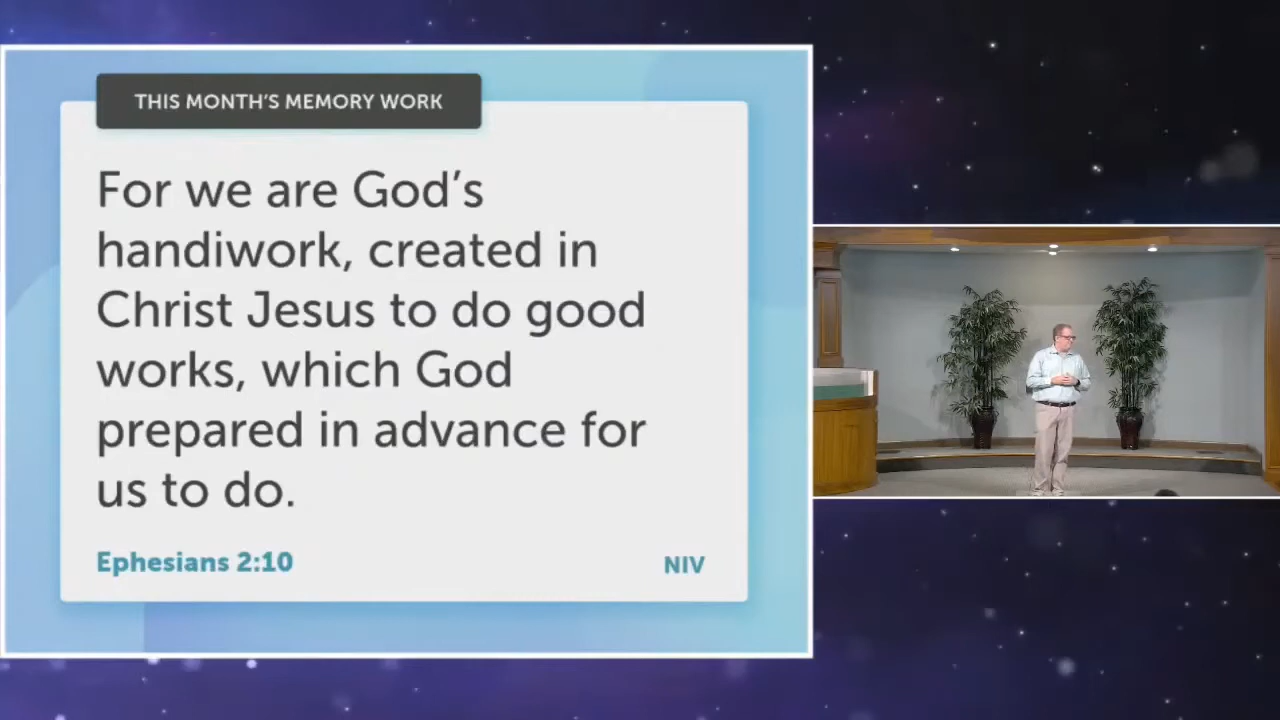 THIS MONTH'S MEMORY WORK
For we are God's
handiwork, created in
Christ Jesus to do good
works, which God
prepared in advance for
us to do.
Ephesians 2:10
NIV